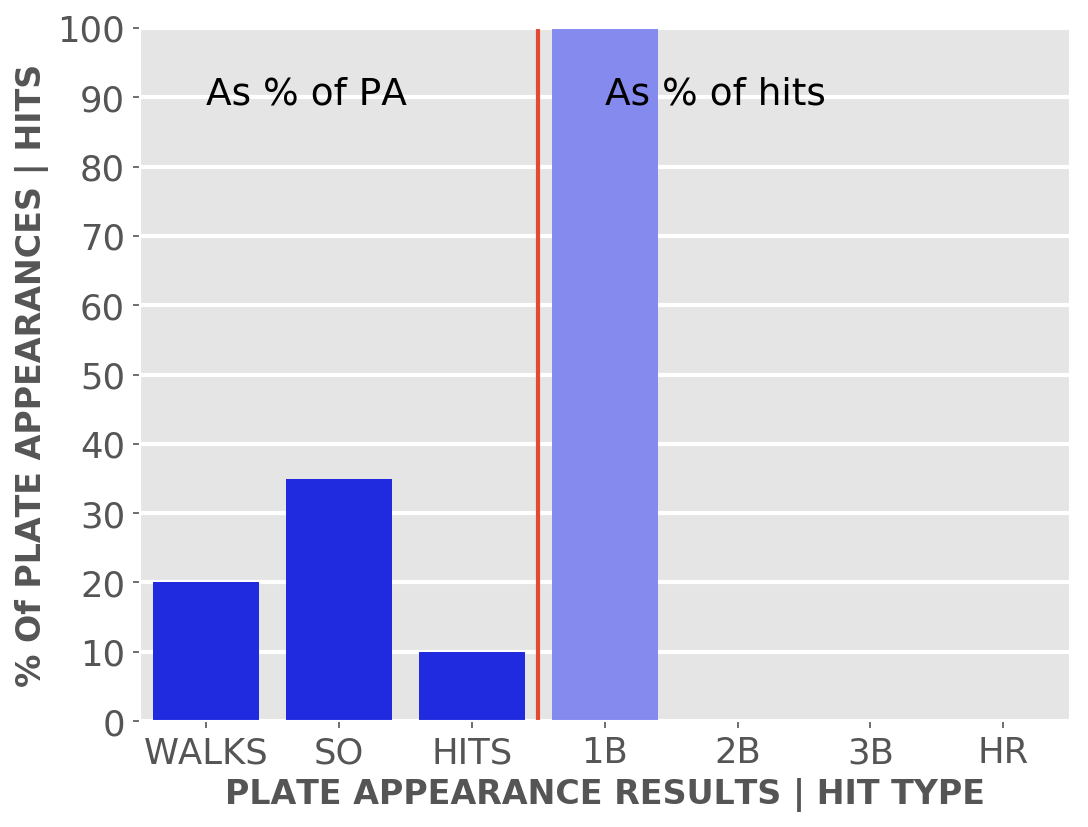 % Of PLATE APPEARANCES | HITS
100
90
80
70
60
50
40
30
20
10
0
As % of PA
As % of hits
WALKS SO HITS 1B 2B 3B HR
PLATE APPEARANCE RESULTS | HIT TYPE